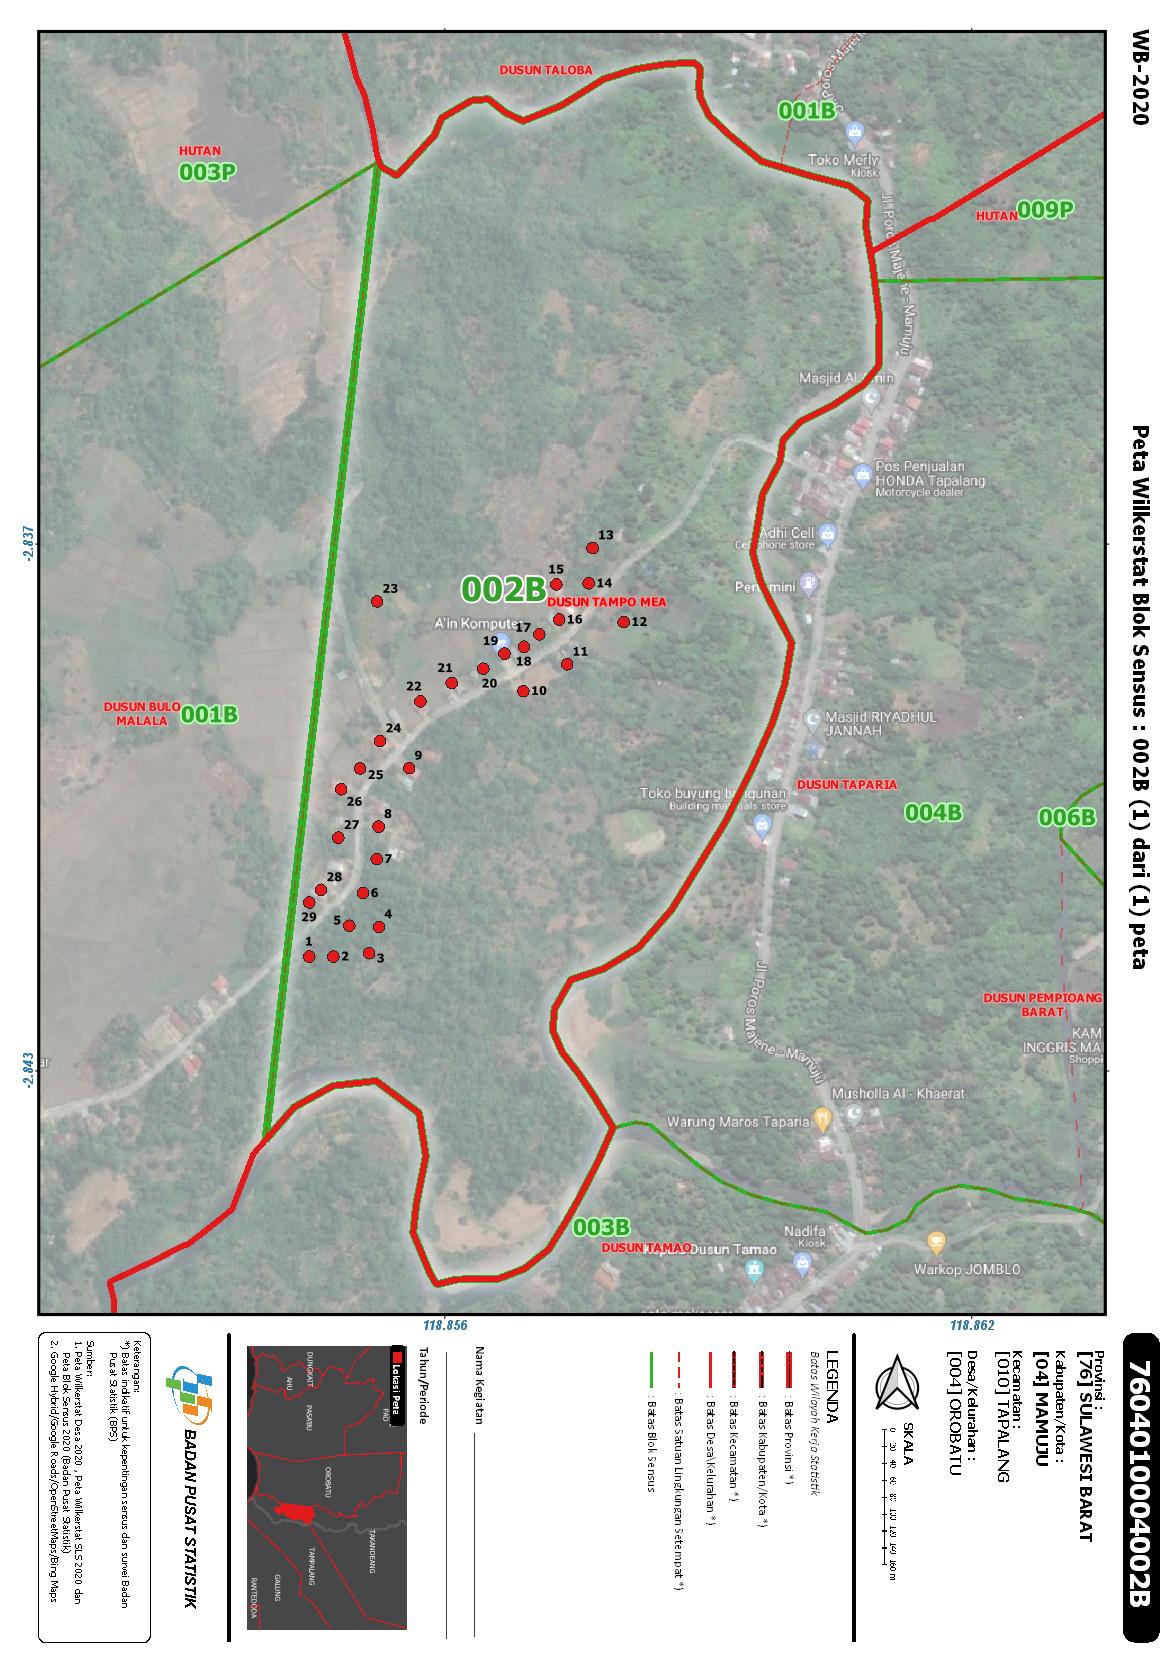 WB-2020
Peta Wilkerstat Blok Sensus : 002B (1) dari (1) peta
7604010004002B
Provinsi :
[76] SULAWESI BARAT
Kabupaten/Kota :
[04] MAMUJU
Kecamatan :
[010] TAPALANG
Desa/Kelurahan :
[004] OROBATU
SKALA
0 20 40 60 80 100 120 140 160 m
LEGENDA
Batas Wilayah Kerja Statistik
: Batas Provinsi *)
: Batas Kabupaten/Kota *)
: Batas Kecamatan *)
: Batas Desa\Kelurahan *)
: Batas Satuan Lingkungan Setempat *)
: Batas Blok Sensus
Nama Kegiatan
Tahun/Periode
Lokasi Peta
PAO
TAKANDEANG
OROBATU
DUNGKAIT
PASA'BU
TAMPALANG
AHU
GALUNG
RANTEDODA
BADAN PUSAT STATISTIK
Keterangan:
*) Batas indikatif untuk kepentingan sensus dan survei Badan
Pusat Statistik (BPS)
Sumber:
1. Peta Wilkerstat Desa 2020 , Peta Wilkerstat SLS 2020 dan
Peta Blok Sensus 2020 (Badan Pusat Statistik)
2. Google Hybrid/Google Roads/OpenStreetMaps/Bing Maps
118.862
118.856
-2.837
-2.843
009P
HUTAN
006B
DUSUN PEMPIOANG
BARAT
KAM
INGGRIS MA
Shoppi
004B
DUSUN TAPARIA
Warkop JOMBLO
Jl. Poros Majene - Mamuju
Pos Penjualan
HONDA Tapalang
Motorcycle dealer
Masjid RIYADHUL
JANNAH
Musholla Al - Khaerat
Toko Merly
Kiosk
001B
Masjid Al
Adhi Cell
Cell phone store
Toko buyung bangunan
Building materials store
Jl. Poros Majene - Mamuju
Warung Maros Taparia
Nadifa
Kiosk
Dusun Tamao
DUSUN TAMAO
003B
DUSUN TALOBA
DUSUN TAMPO MEA
002B
A'in Komputer
12
13
14
11
15
16
17
18
10
19
20
21
22
9
23
24
25
26
8
7
27
4
3
6
5
2
28
29
1
HUTAN
003P
001B
DUSUN BULO
MALALA